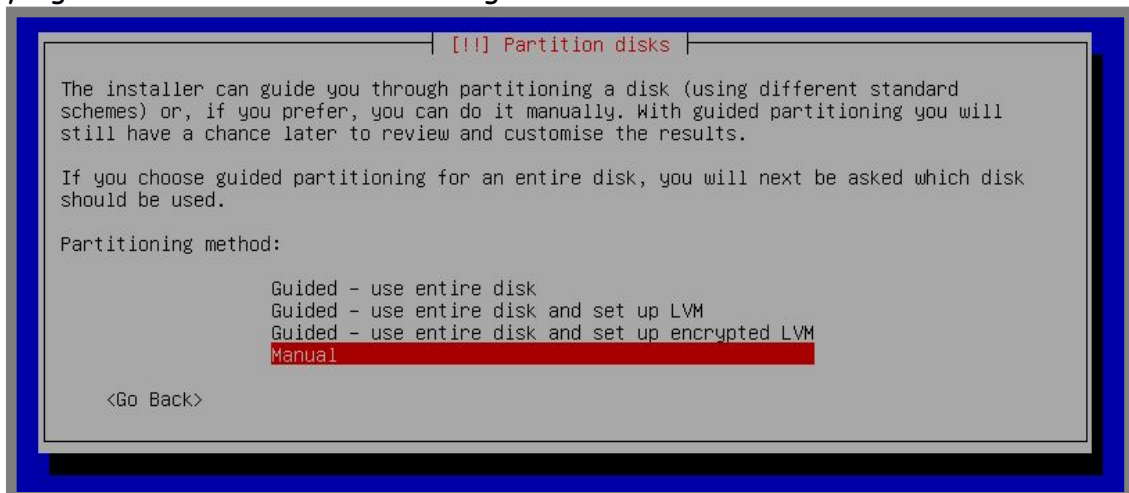 [!!] Partition disks
The installer can guide you through partitioning a disk (using different standard
schemes) or, if you prefer, you can do it manually. With guided partitioning you will
still have a chance later to review and customise the results.
If you choose guided partitioning for an entire disk, you will next be asked which disk
should be used.
Partitioning method:
Guided - use entire disk
Guided - use entire disk and set up LVM
Guided - use entire disk and set up encrypted LVM
Manual
<Go Back>